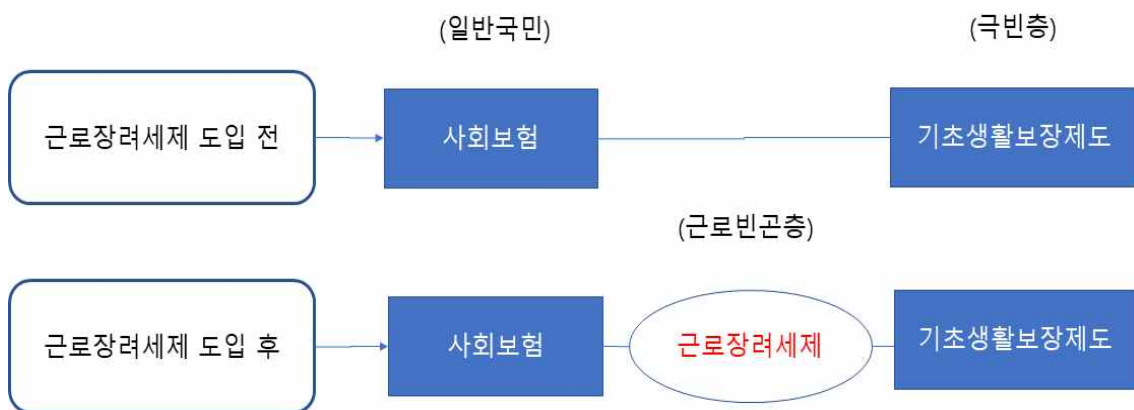 (일반국민)
(극빈층)
근로장려세제 도입 전
사회보험
기초생활보장제도
(근로빈곤층)
근로장려세제 도입 후
사회보험
근로장려세제
기초생활보장제도